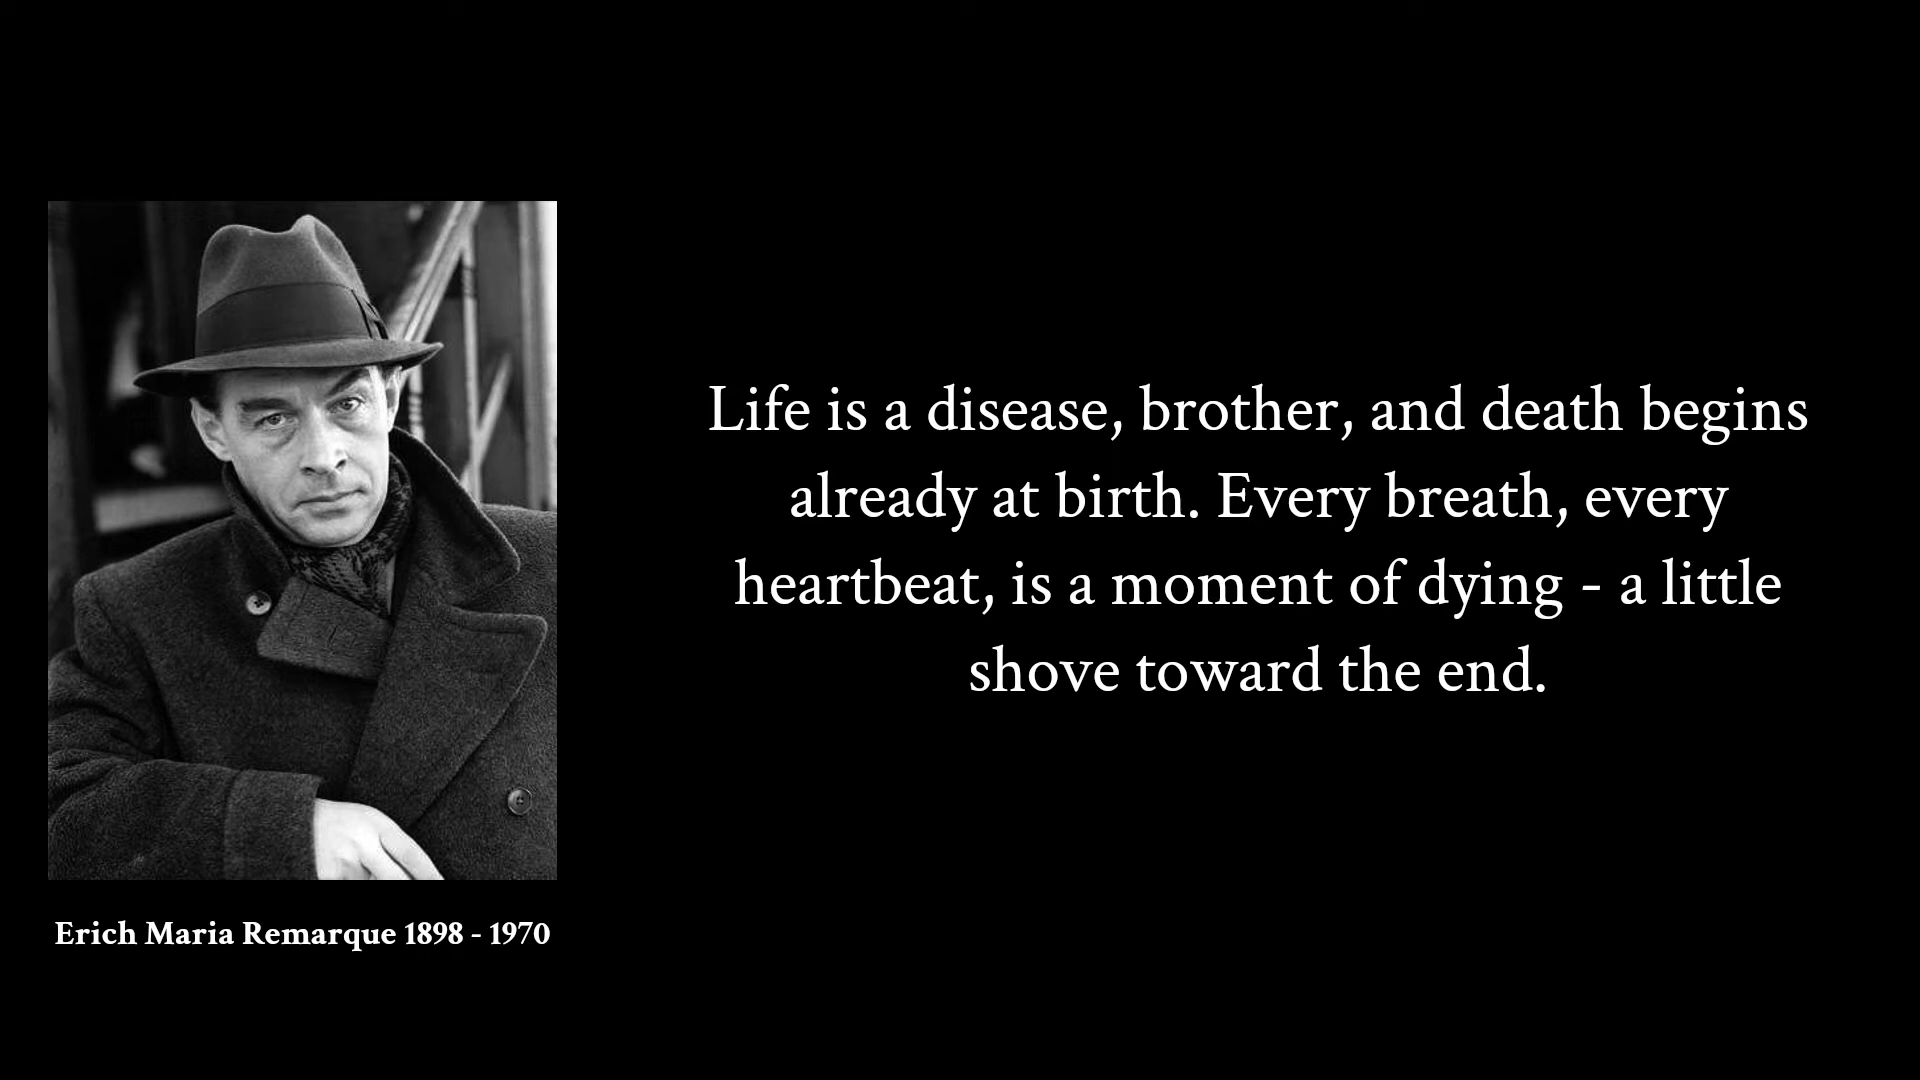 Life is a disease, brother, and death begins
already at birth. Every breath, every
heartbeat, is a moment of dying - a little
shove toward the end.
Erich Maria Remarque 1898 - 1970